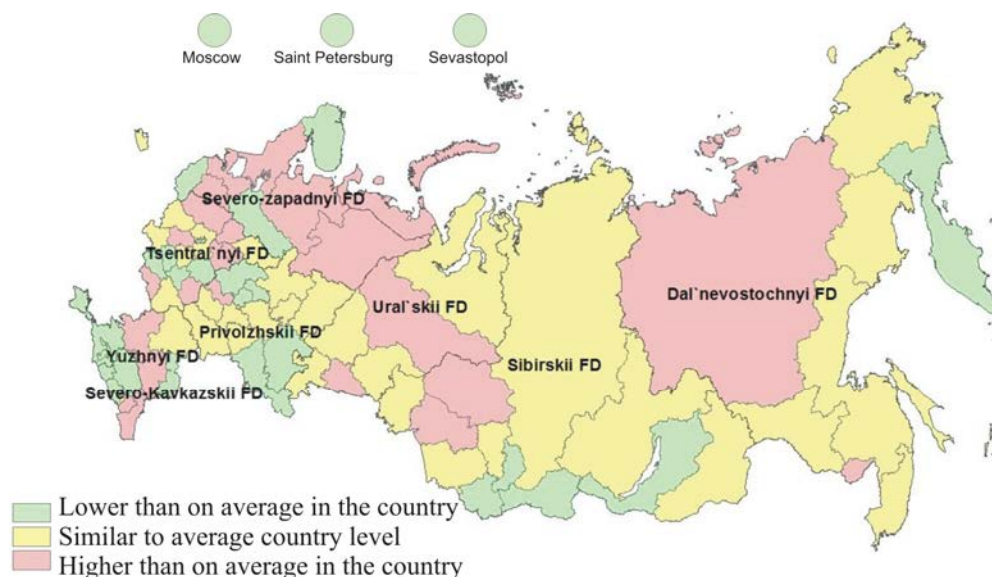 Moscow
Saint Petersburg
Sevastopol
Severo-zapadnyi FD
Tsentral`nyi FD
Ural`skii FD
Dal`nevostochnyi FD
Privolzhskii FD
Yuzhnyi FD
Sibirskii FD
Severo-Kavkazskii FD
Lower than on average in the country
Similar to average country level
Higher than on average in the country